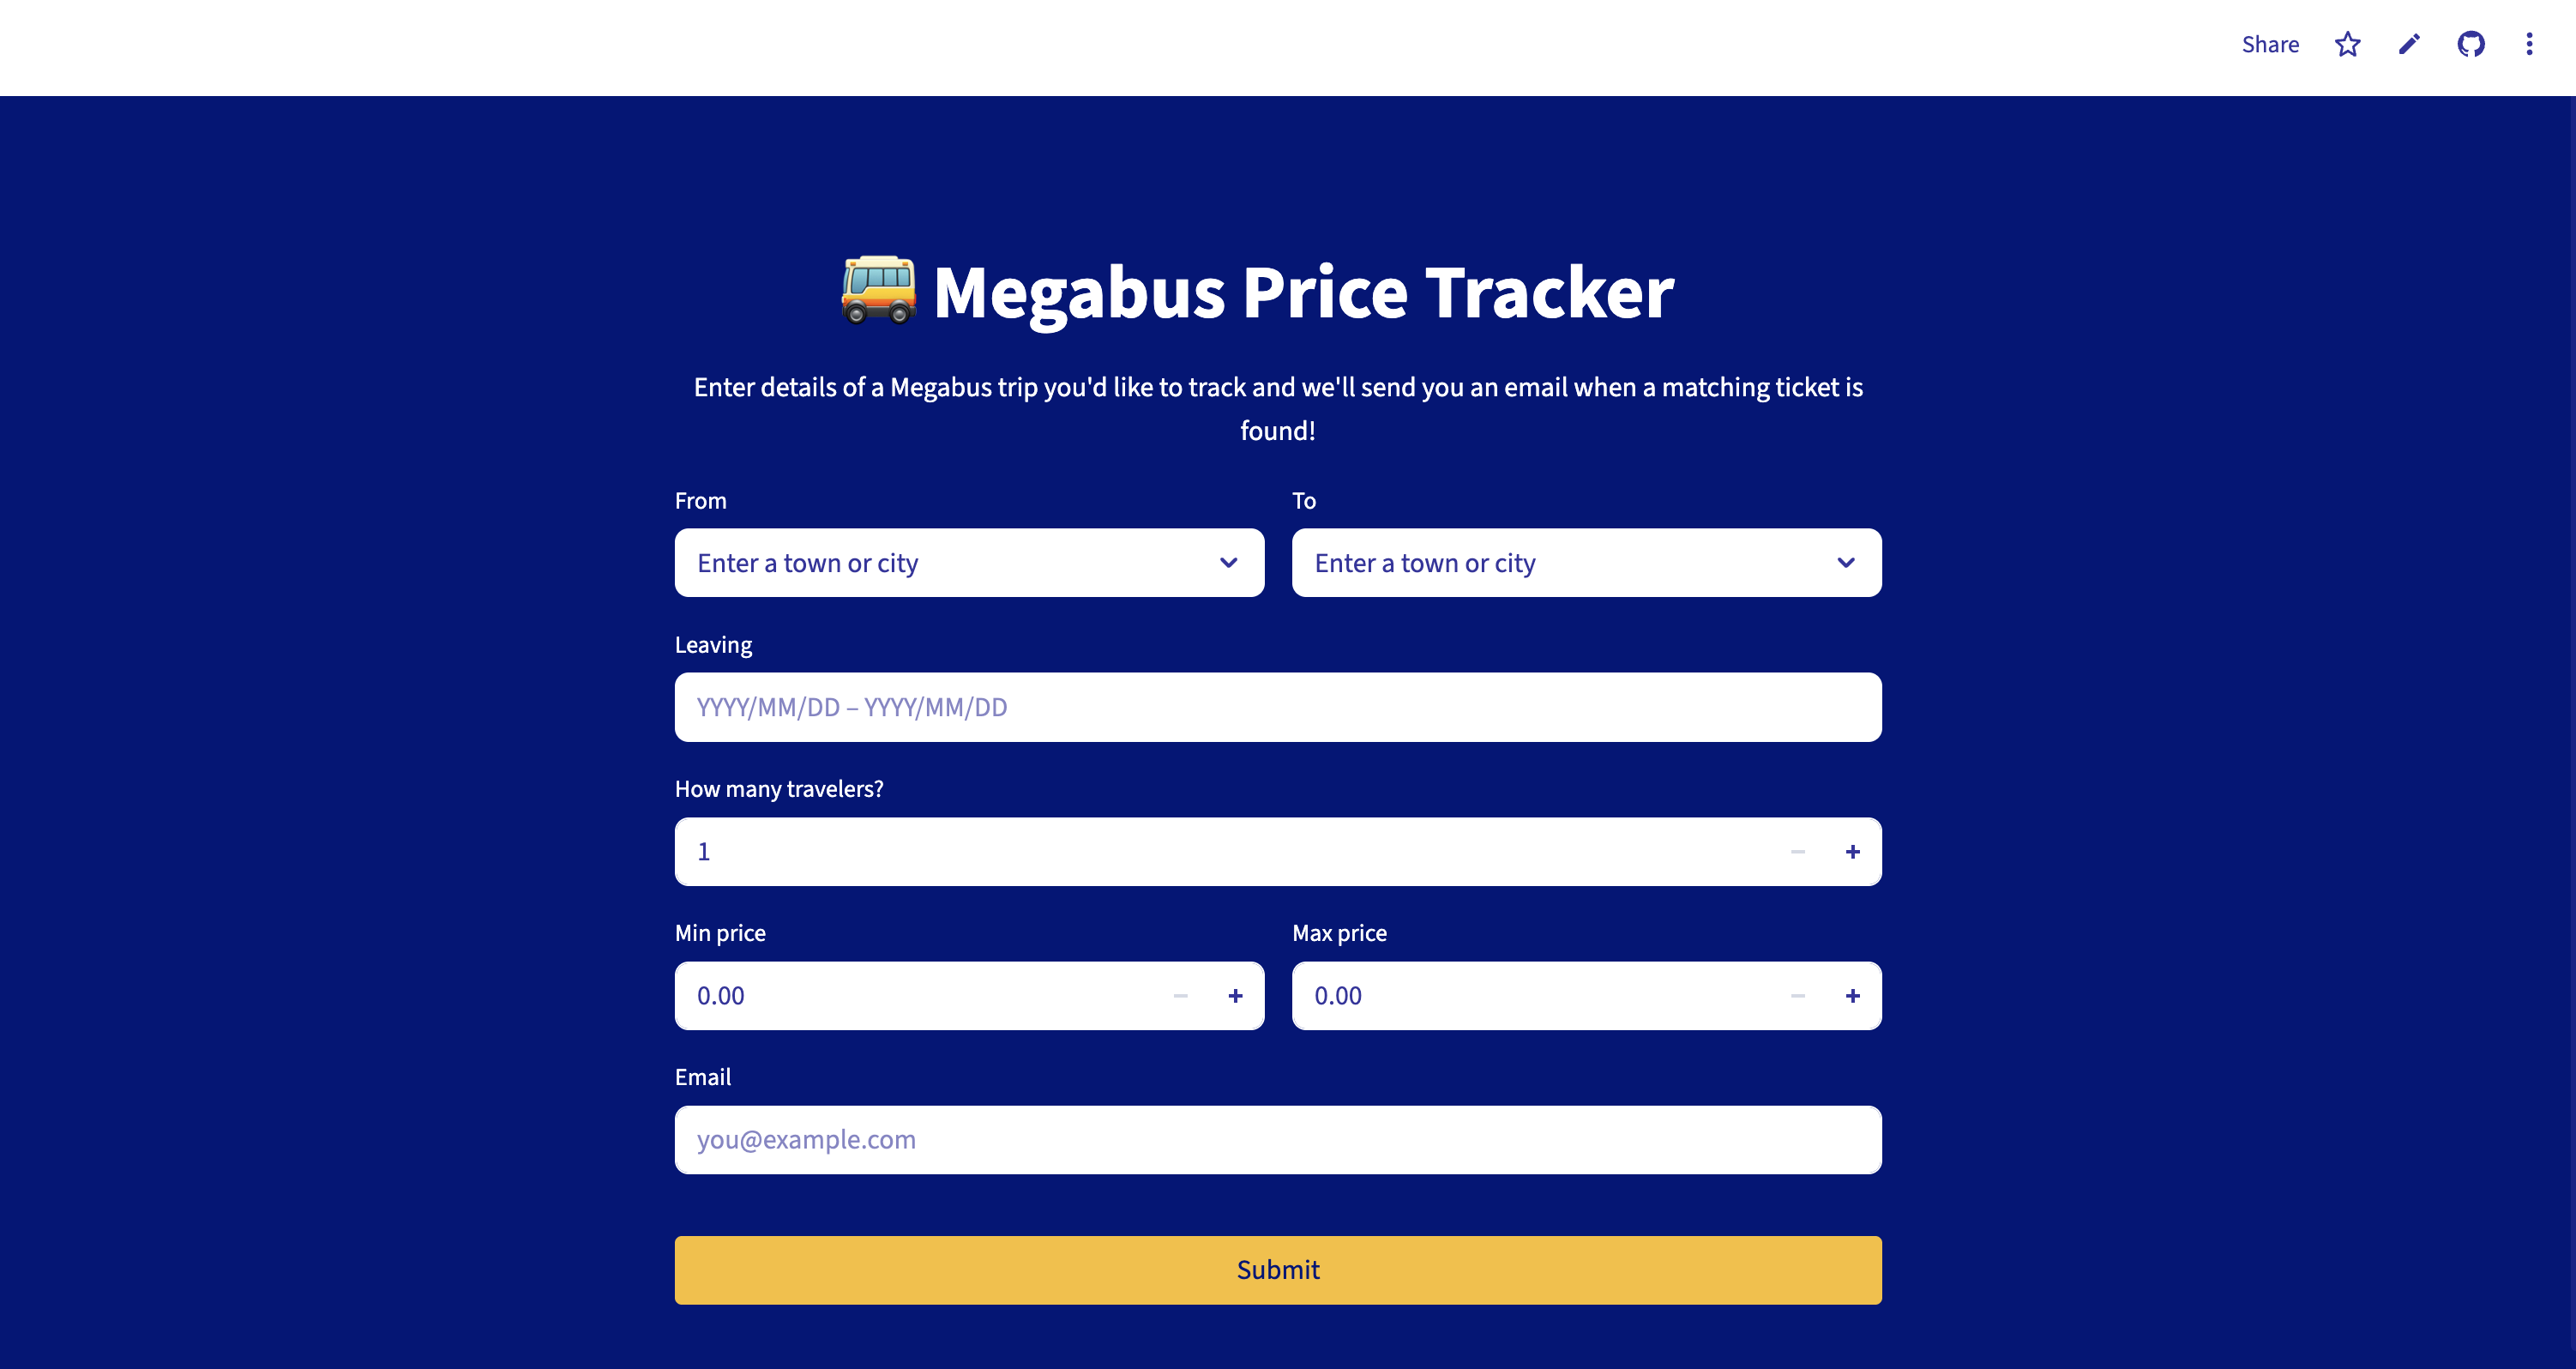 Share
Megabus Price Tracker
Enter details of a Megabus trip you'd like to track and we'll send you an email when a matching ticket is
found!
From
To
Enter a town or city
Enter a town or city
Leaving
YYYY/MM/DD – YYYY/MM/DD
How many travelers?
1
Min price
Max price
0.00
0.00
Email
you@example.com
Submit